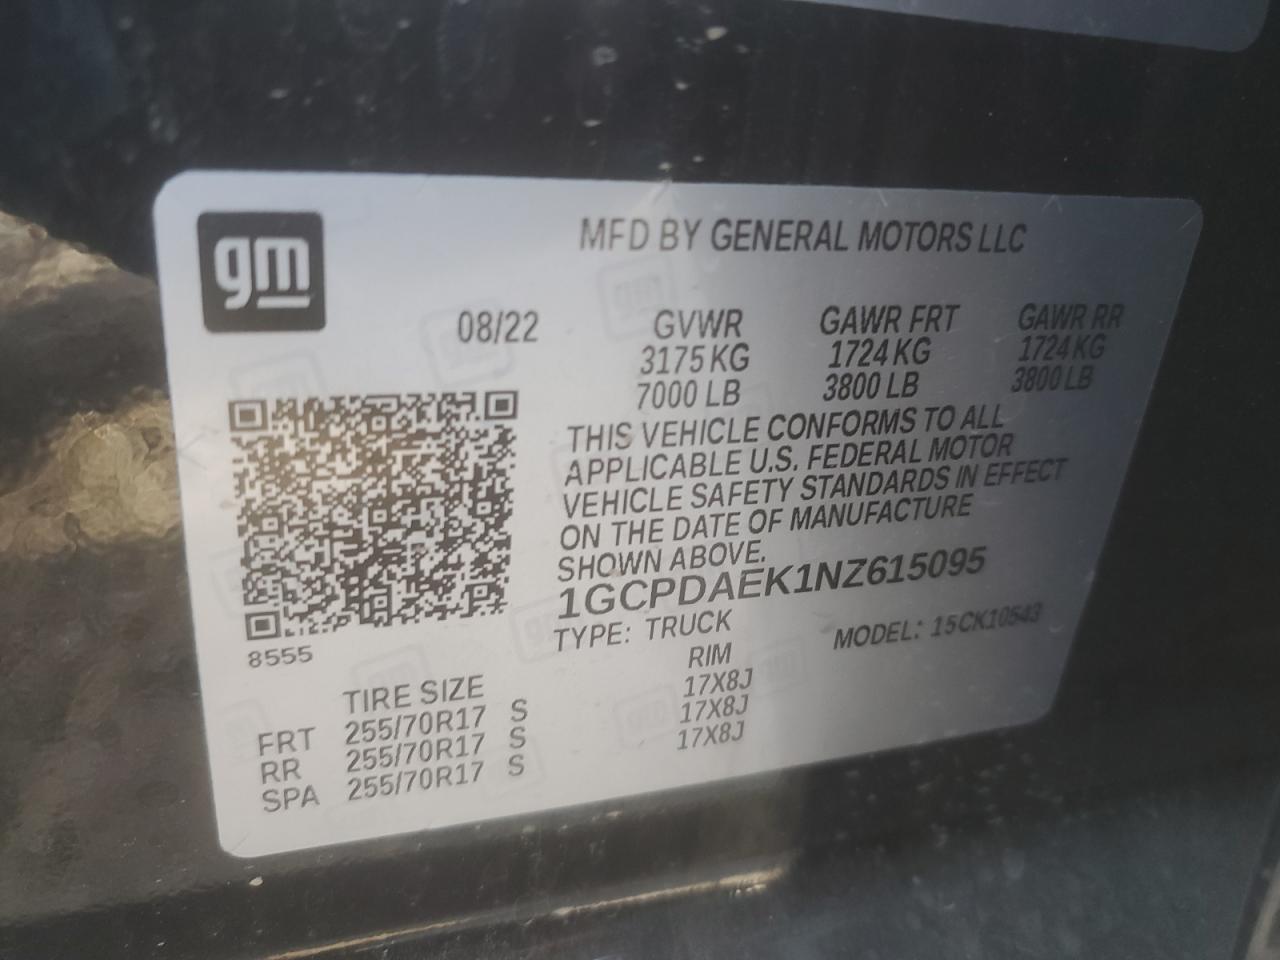 gm
MFD BY GENERAL MOTORS LLC
08/22 GVWR GAWR FRT GAWR RR
3175 KG 1724 KG 1724 KG
7000 LB 3800 LB 3800 LB
THIS VEHICLE CONFORMS TO ALL
APPLICABLE U.S. FEDERAL MOTOR
VEHICLE SAFETY STANDARDS IN EFFECT
ON THE DATE OF MANUFACTURE
SHOWN ABOVE.
1GCPDAEK1NZ615095
TYPE: TRUCK MODEL: 15CK10543
8555
TIRE SIZE RIM
FRT 255/70R17 S 17X8J
RR 255/70R17 S 17X8J
SPA 255/70R17 S 17X8J